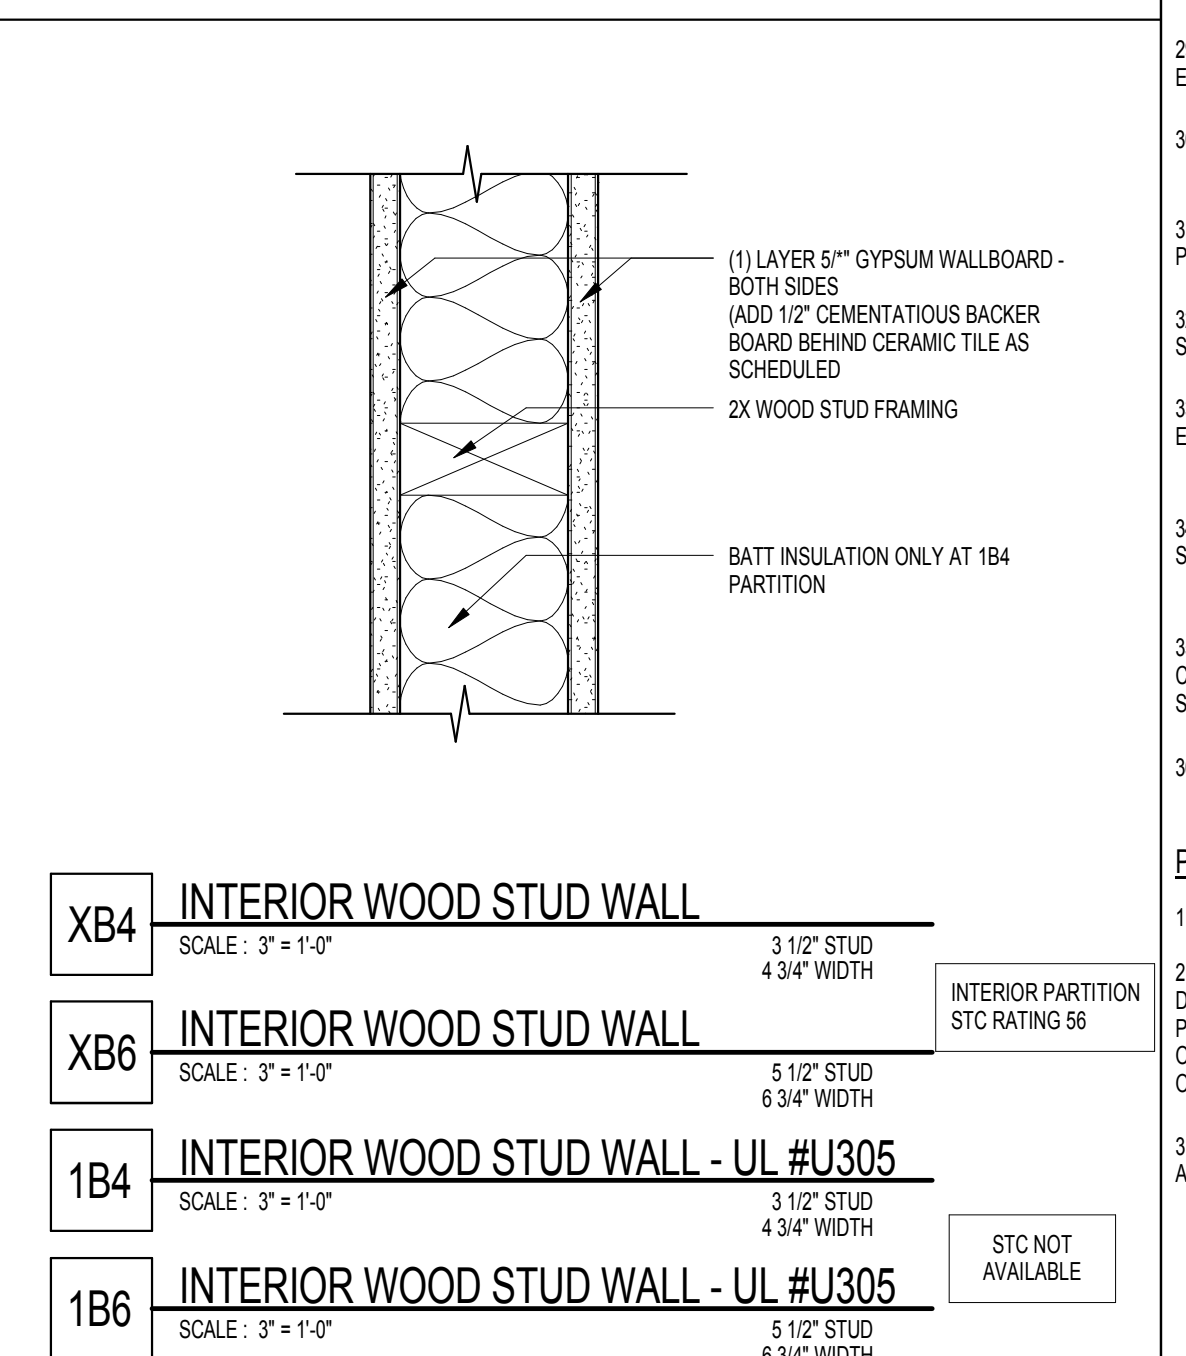 (1) LAYER 5/*" GYPSUM WALLBOARD -
BOTH SIDES
(ADD 1/2" CEMENTATIOUS BACKER
BOARD BEHIND CERAMIC TILE AS
SCHEDULED
2X WOOD STUD FRAMING
BATT INSULATION ONLY AT 1B4
PARTITION
XB4
INTERIOR WOOD STUD WALL
SCALE : 3" = 1'-0"
3 1/2" STUD
4 3/4" WIDTH
INTERIOR PARTITION
STC RATING 56
XB6
INTERIOR WOOD STUD WALL
SCALE : 3" = 1'-0"
5 1/2" STUD
6 3/4" WIDTH
1B4
INTERIOR WOOD STUD WALL - UL #U305
SCALE : 3" = 1'-0"
3 1/2" STUD
4 3/4" WIDTH
STC NOT
AVAILABLE
1B6
INTERIOR WOOD STUD WALL - UL #U305
SCALE : 3" = 1'-0"
5 1/2" STUD
6 3/4" WIDTH